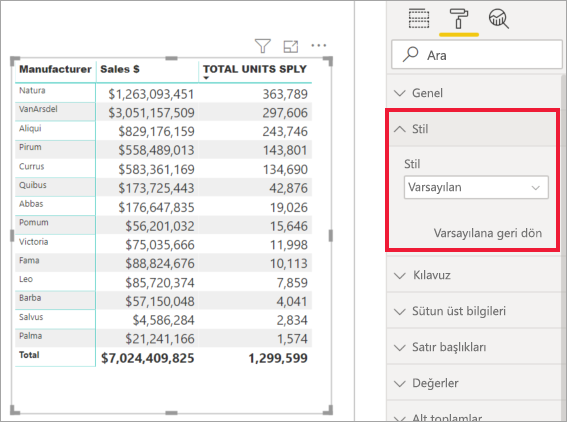 Manufacturer Sales $ TOTAL UNITS SPLY
Natura $1,263,093,451 363,789
VanArsdel $3,051,157,509 297,606
Aliqui $829,176,159 243,746
Pirum $558,489,013 143,801
Currus $583,361,169 134,690
Quibus $173,725,443 42,876
Abbas $176,647,835 19,026
Pomum $56,201,032 15,646
Victoria $75,035,666 11,998
Fama $88,824,676 10,113
Leo $85,720,374 7,859
Barba $57,150,048 4,041
Salvus $4,586,284 2,834
Palma $21,241,166 1,574
Total $7,024,409,825 1,299,599
Ara
Genel
Stil
Stil
Varsayılan
Varsayılana geri dön
Kılavuz
Sütun üst bilgileri
Satır başlıkları
Değerler
Alt toplamlar